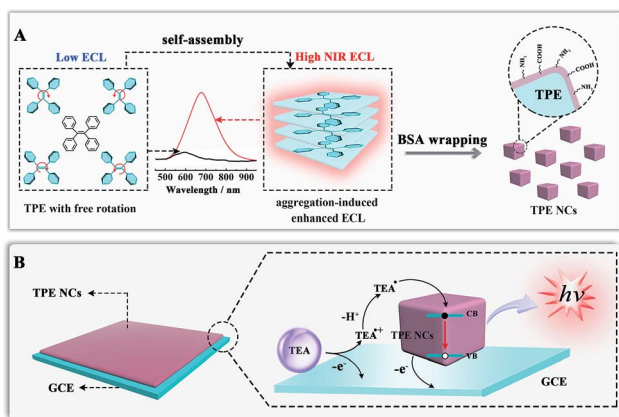 A
Low ECL
self-assembly
High NIR ECL
NH₂
COOH
NH₂
COOH
NH₂
TPE
BSA wrapping
500 600 700 800 900
Wavelength / nm
TPE with free rotation
aggregation-induced
enhanced ECL
TPE NCs
B
TPE NCs
GCE
TEA
-e⁻
TEA•⁺
-H⁺
TEA•
TPE NCs
-e⁻
CB
VB
GCE
hν